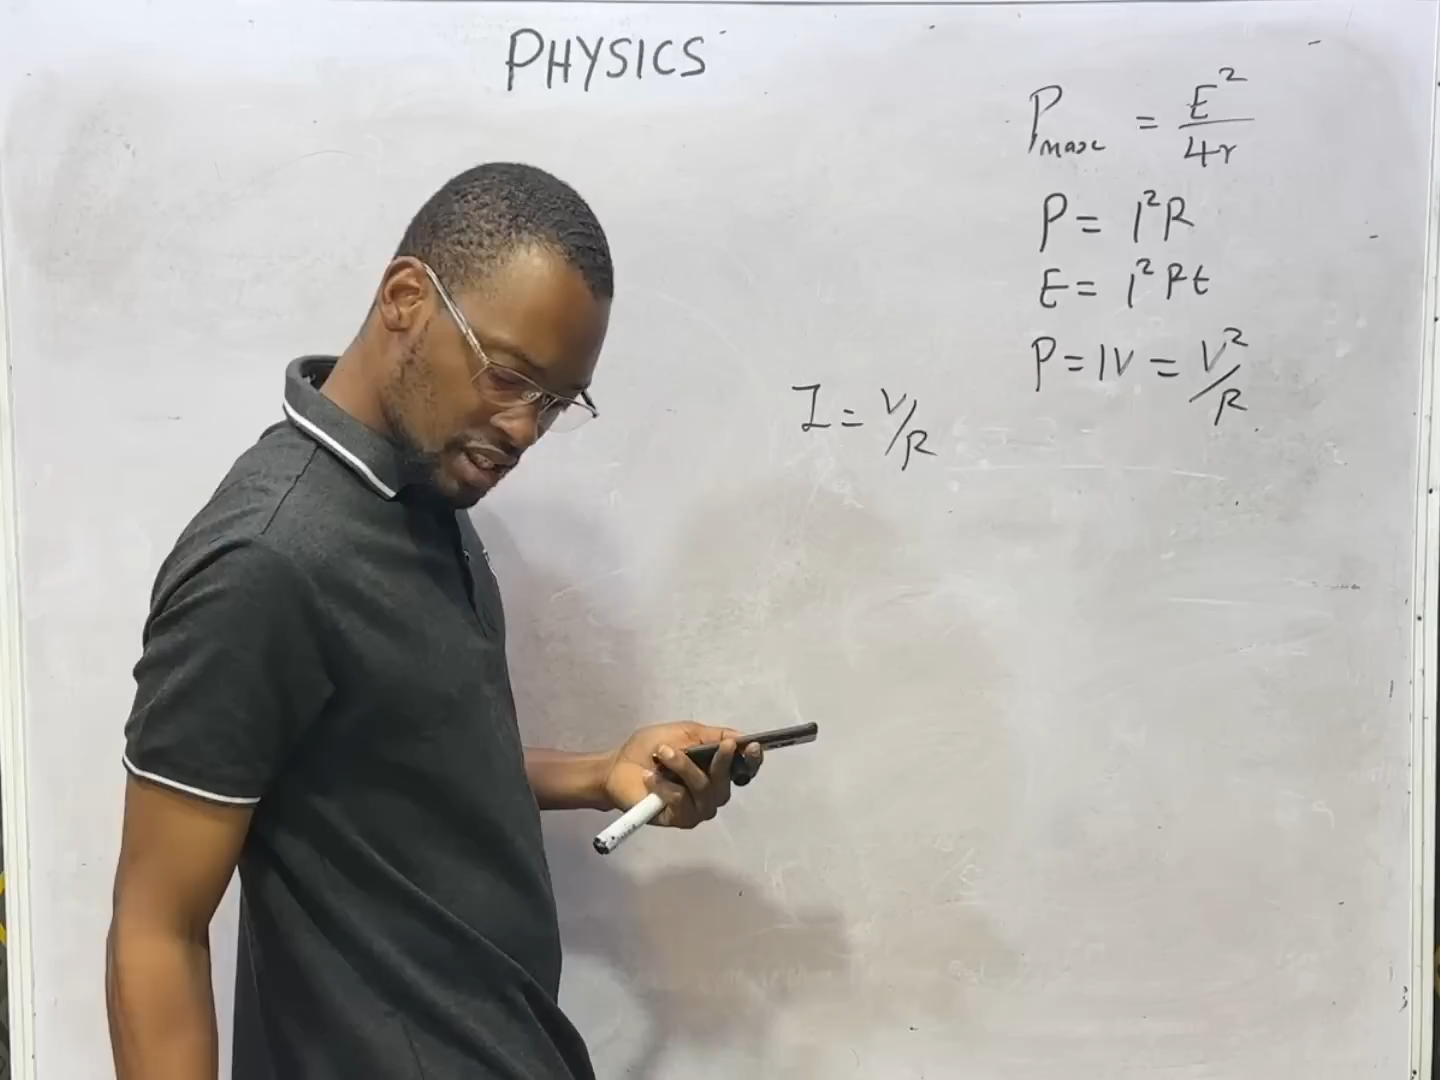 PHYSICS
Pmax = E²/4r
P = I²R
E = I²Rt
P = IV = V²/R
I = V/R